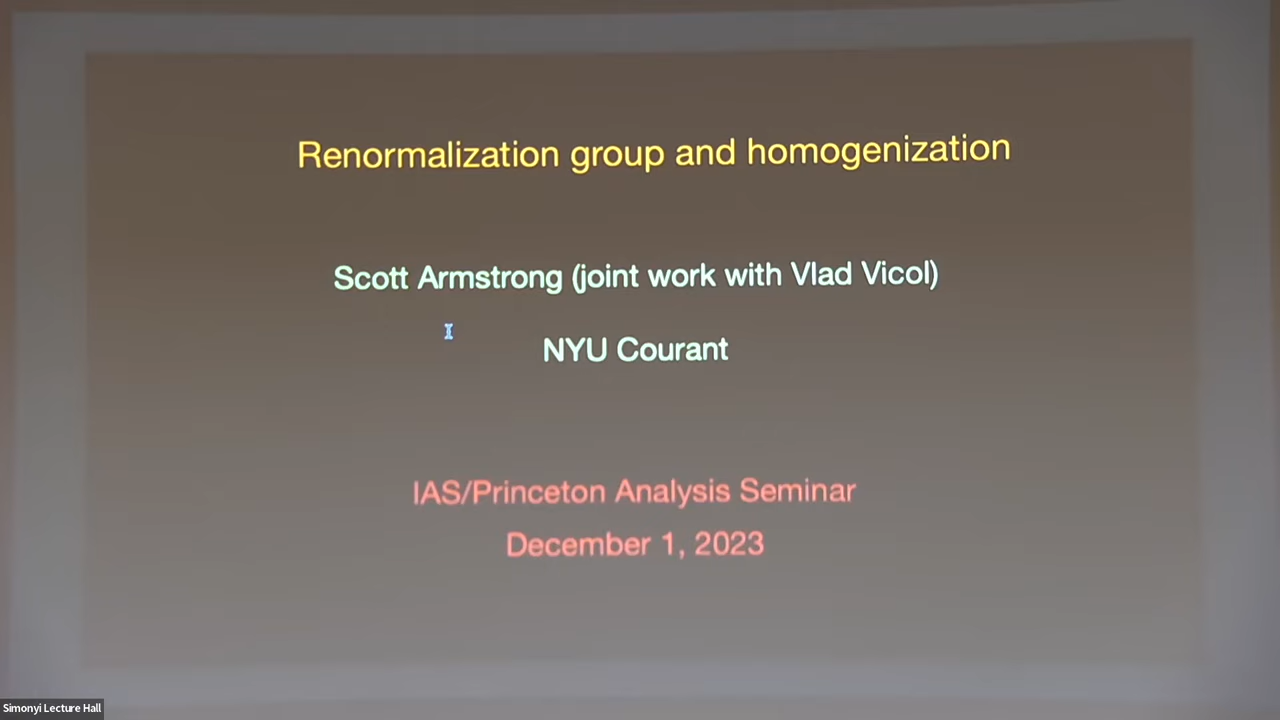 Renormalization group and homogenization
Scott Armstrong (joint work with Vlad Vicol)
NYU Courant
IAS/Princeton Analysis Seminar
December 1, 2023
Simonyi Lecture Hall